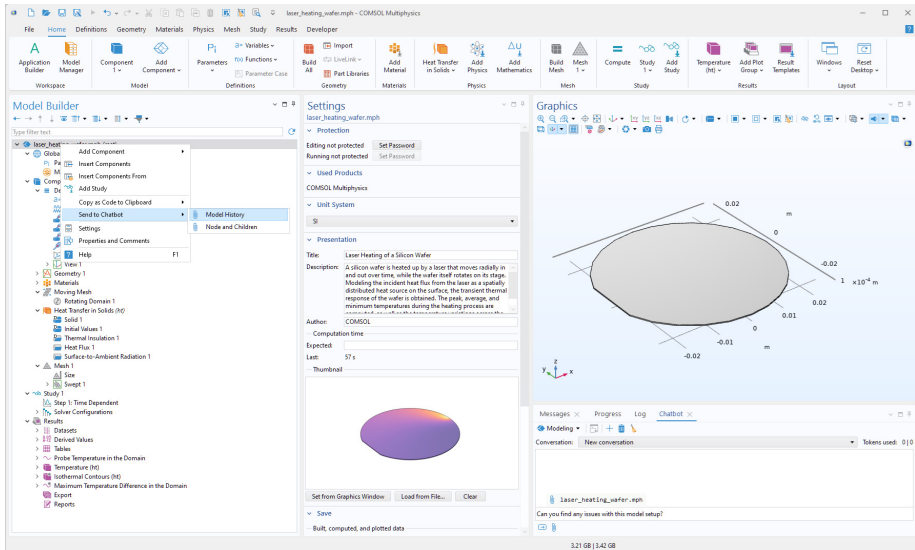 laser_heating_wafer.mph - COMSOL Multiphysics
File Home Definitions Geometry Materials Physics Mesh Study Results Developer
Application Builder
Model Manager
Workspace
Component 1
Add Component
Model
Parameters
a= Variables
f(x) Functions
Pi Parameter Case
Definitions
Build All
Import
LiveLink
Part Libraries
Geometry
Add Material
Materials
Heat Transfer in Solids
Add Physics
Add Mathematics
Physics
Build Mesh
Mesh 1
Mesh
Compute
Study 1
Add Study
Study
Temperature (ht)
Add Plot Group
Result Templates
Results
Windows
Reset Desktop
Layout
Model Builder
Type filter text
Add Component
Insert Components
Insert Components From
Add Study
Copy as Code to Clipboard
Send to Chatbot
Settings
Properties and Comments
Help F1
Model History
Node and Children
View 1
Geometry 1
Materials
Moving Mesh
Rotating Domain 1
Heat Transfer in Solids (ht)
Solid 1
Initial Values 1
Thermal Insulation 1
Heat Flux 1
Surface-to-Ambient Radiation 1
Mesh 1
Size
Swept 1
Study 1
Step 1: Time Dependent
Solver Configurations
Results
Datasets
Derived Values
Tables
Probe Temperature in the Domain
Temperature (ht)
Isothermal Contours (ht)
Maximum Temperature Difference in the Domain
Export
Reports
Settings
laser_heating_wafer.mph
Protection
Editing not protected Set Password
Running not protected Set Password
Used Products
COMSOL Multiphysics
Unit System
SI
Presentation
Title: Laser Heating of a Silicon Wafer
Description: A silicon wafer is heated up by a laser that moves radially in
and out over time, while the wafer itself rotates on its stage.
Modeling the incident heat flux from the laser as a spatially
distributed heat source on the surface, the transient thermal
response of the wafer is obtained. The peak, average, and
minimum temperatures during the heating process are
Author: COMSOL
Computation time
Expected:
Last: 57 s
Thumbnail
Set from Graphics Window Load from File... Clear
Save
Built, computed, and plotted data
Graphics
0.02
m
0
-0.02
1 ×10⁻⁴ m
0.02
0.01
0
-0.01
-0.02
z
y x
Messages Progress Log Chatbot
Modeling
Conversation: New conversation Tokens used: 0|0
laser_heating_wafer.mph
Can you find any issues with this model setup?
3.21 GB | 3.42 GB